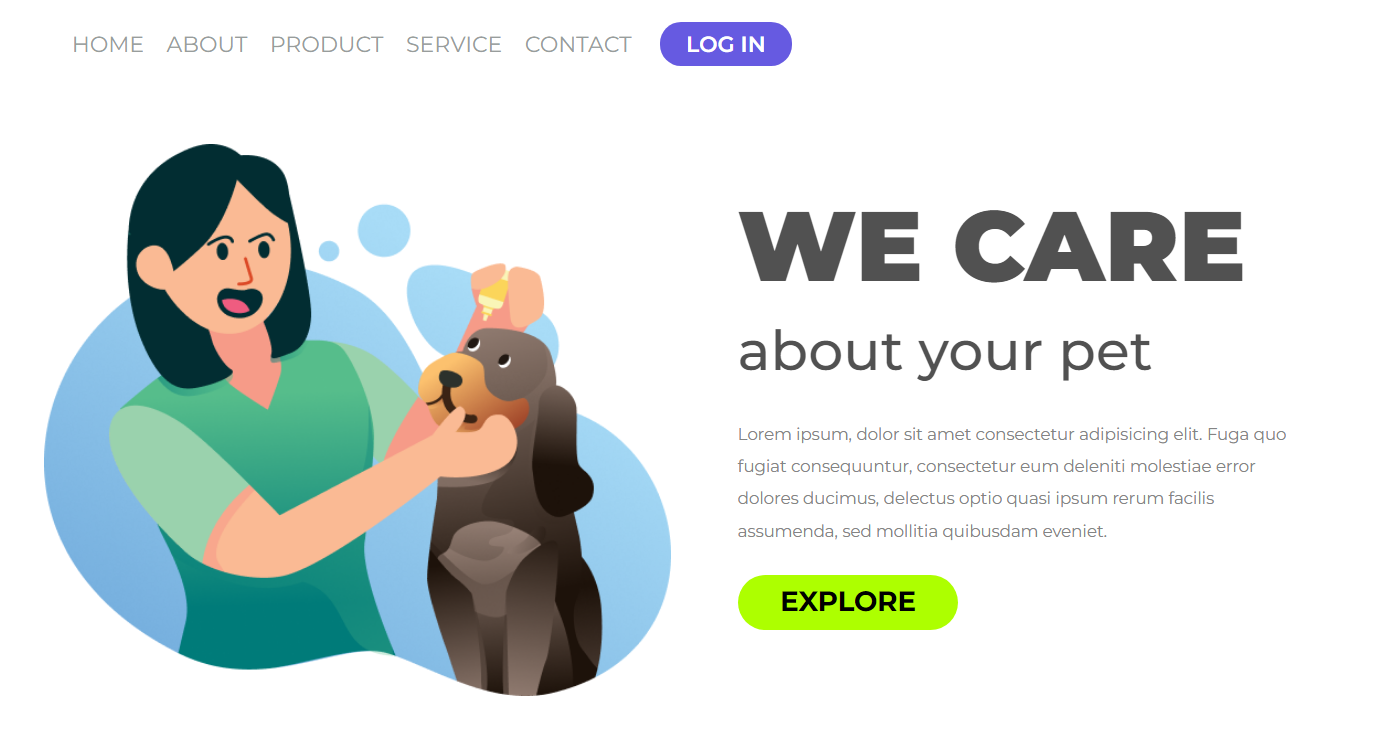 HOME ABOUT PRODUCT SERVICE CONTACT LOG IN
WE CARE
about your pet
Lorem ipsum, dolor sit amet consectetur adipisicing elit. Fuga quo
fugiat consequuntur, consectetur eum deleniti molestiae error
dolores ducimus, delectus optio quasi ipsum rerum facilis
assumenda, sed mollitia quibusdam eveniet.
EXPLORE